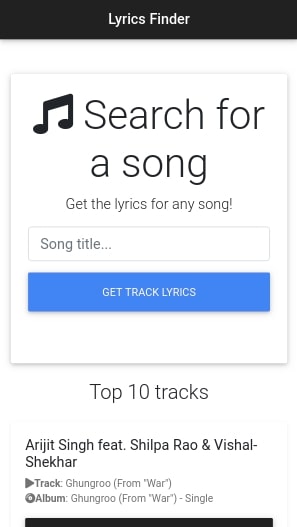 Lyrics Finder
Search for
a song
Get the lyrics for any song!
Song title...
GET TRACK LYRICS
Top 10 tracks
Arijit Singh feat. Shilpa Rao & Vishal-
Shekhar
Track: Ghungroo (From "War")
Album: Ghungroo (From "War") - Single